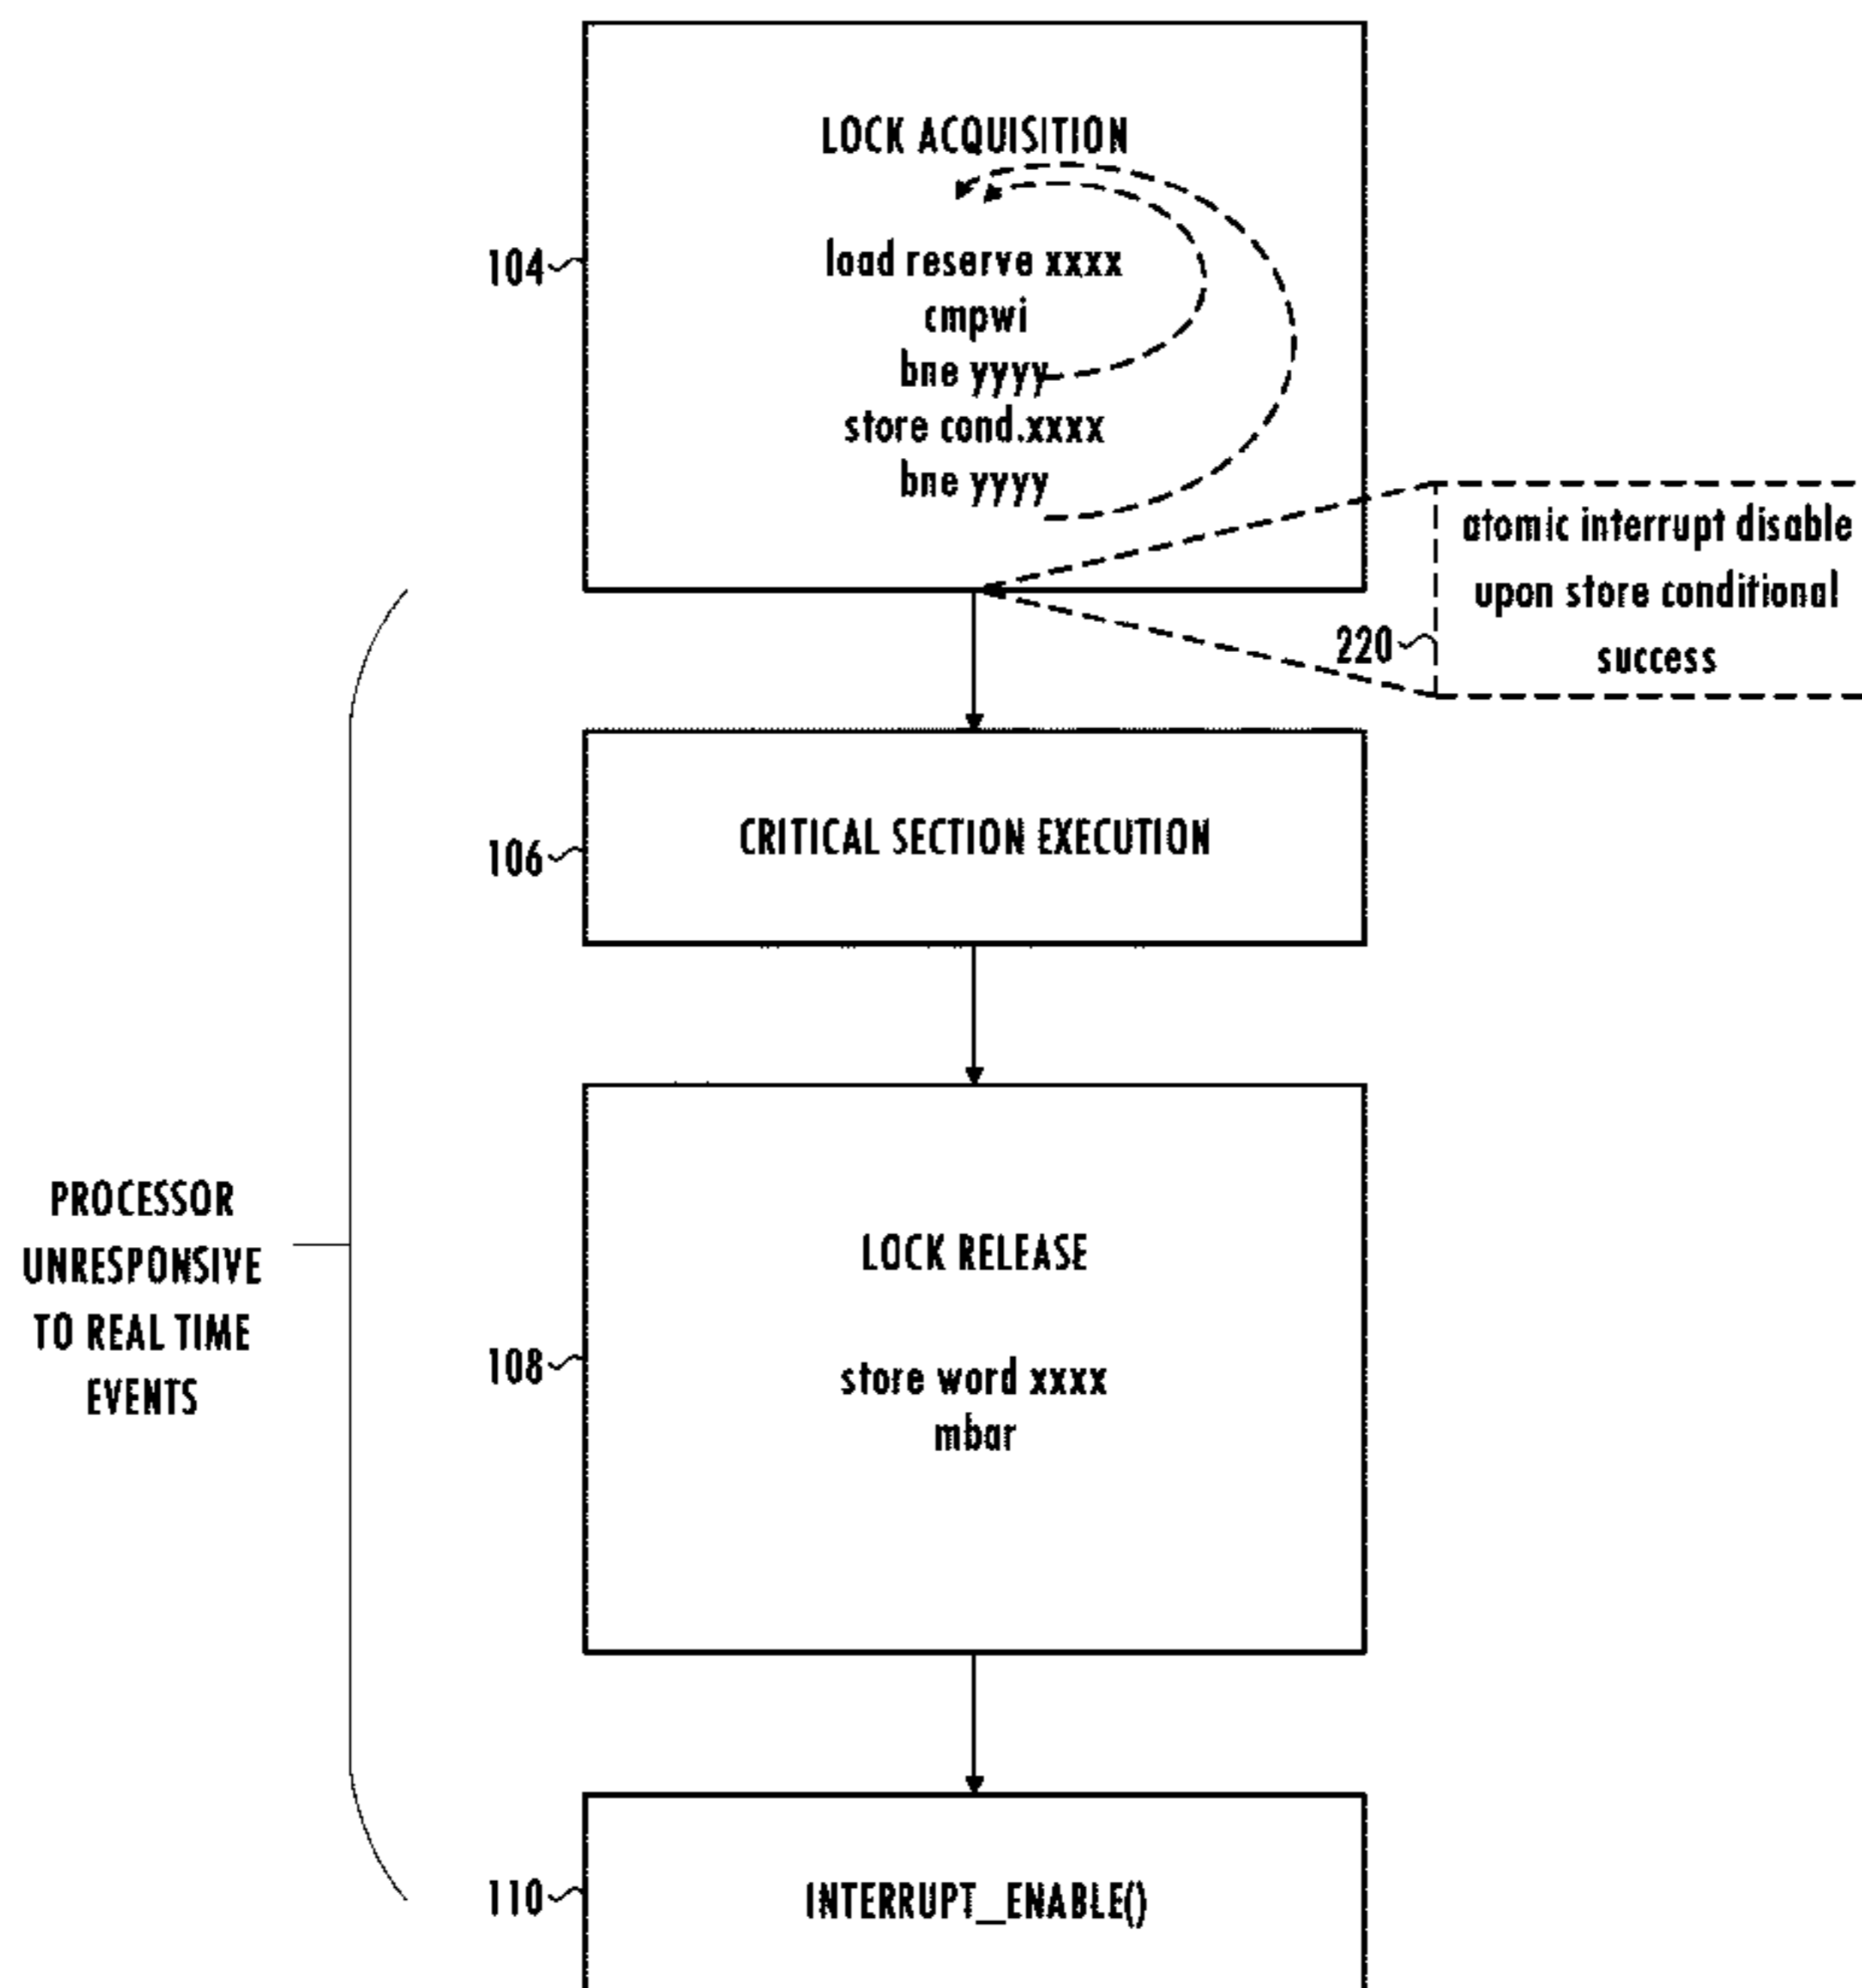 LOCK ACQUISITION
104
load reserve xxxx
cmpwi
bne yyyy
store cond.xxxx
bne yyyy
atomic interrupt disable
upon store conditional
success
220
106
CRITICAL SECTION EXECUTION
PROCESSOR
UNRESPONSIVE
TO REAL TIME
EVENTS
LOCK RELEASE
108
store word xxxx
mbar
110
INTERRUPT_ENABLE()